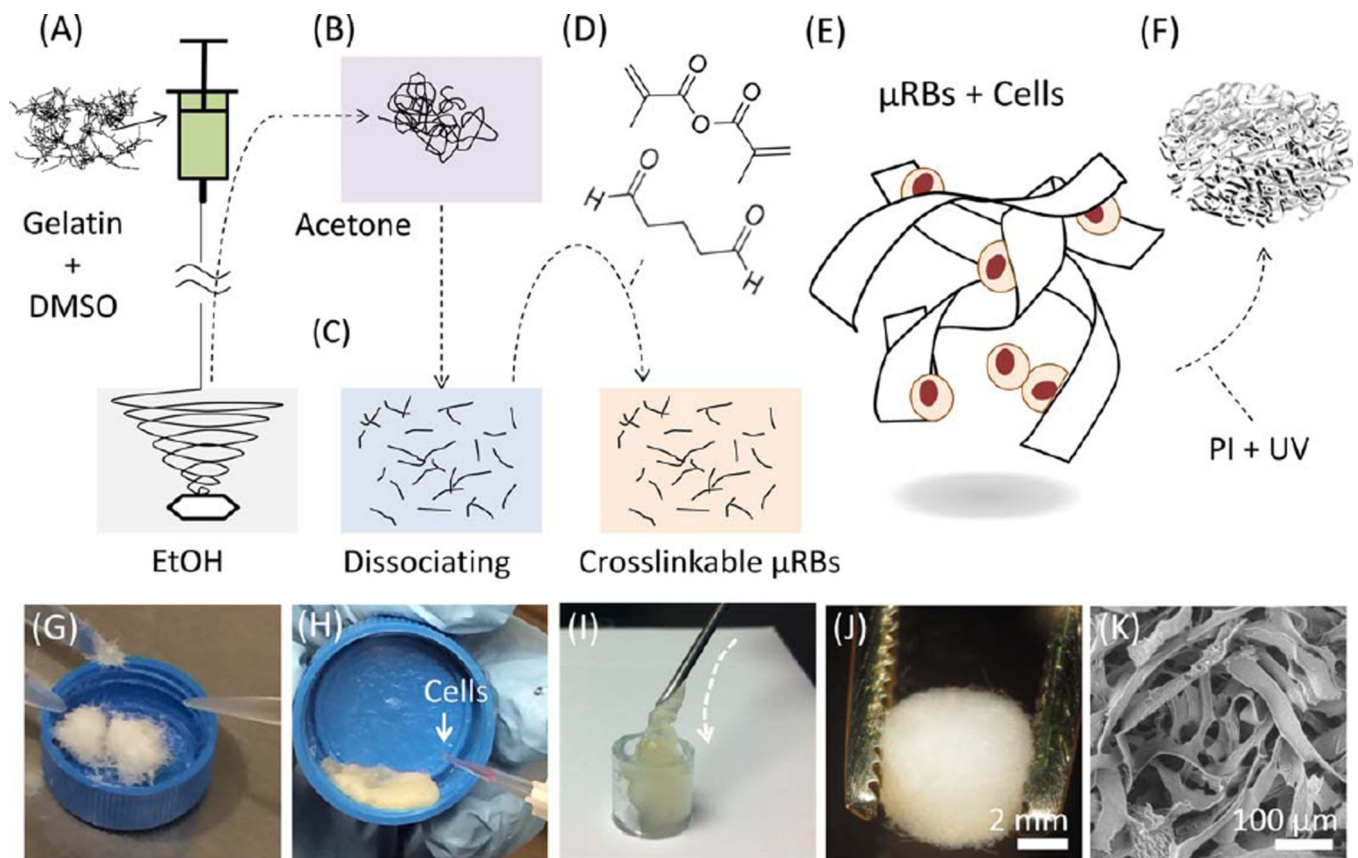 (A)
(B)
(D)
(E)
(F)
O
O
O
μRBs + Cells
O
H
O
Gelatin
+
DMSO
Acetone
H
(C)
PI + UV
EtOH
Dissociating
Crosslinkable μRBs
(G)
(H)
(I)
(J)
(K)
Cells
2 mm
100 μm